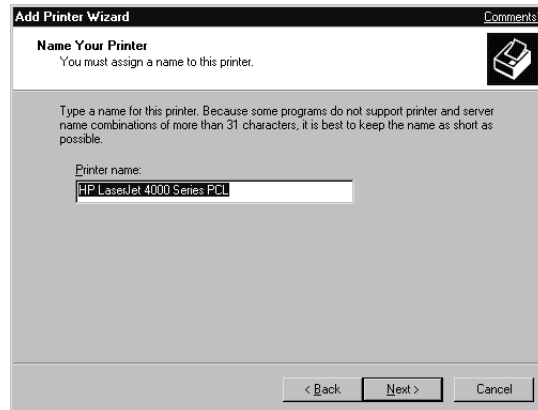 Add Printer Wizard Comments
Name Your Printer
You must assign a name to this printer.
Type a name for this printer. Because some programs do not support printer and server
name combinations of more than 31 characters, it is best to keep the name as short as
possible.
Printer name:
HP LaserJet 4000 Series PCL
< Back Next > Cancel